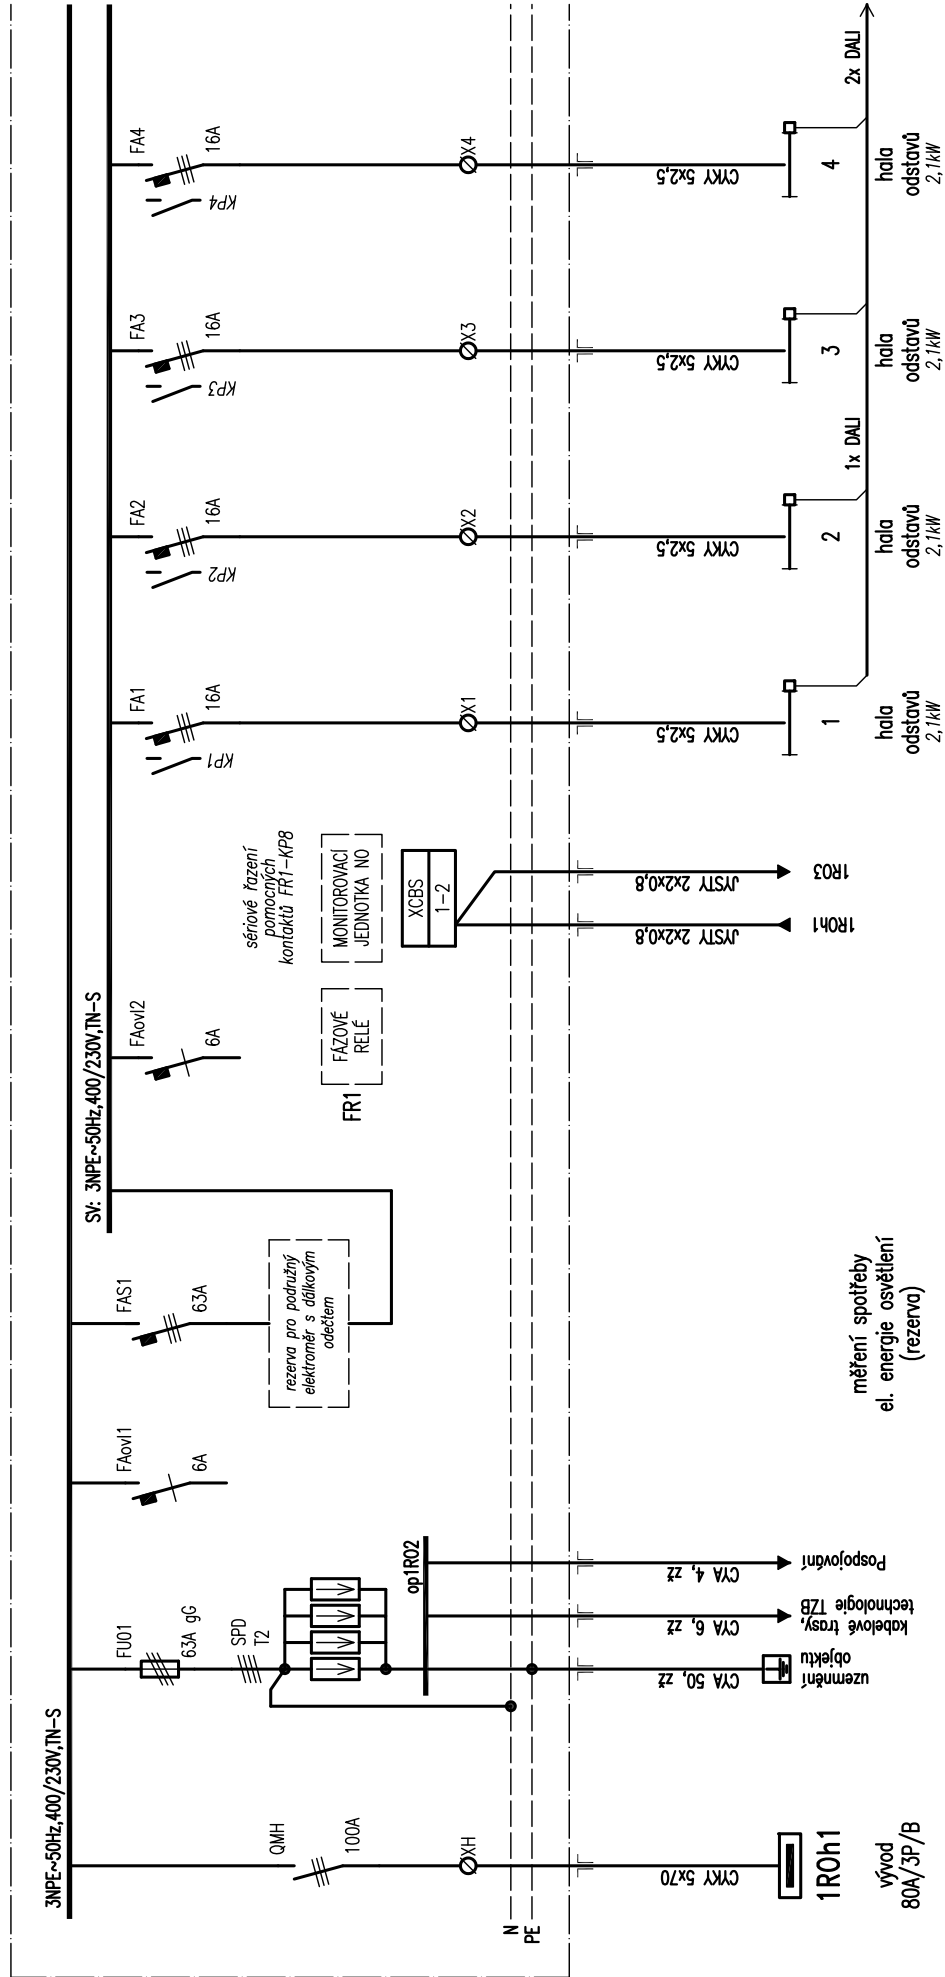 3NPE~50Hz,400/230V,TN-S
QMH
100A
XH
CYKY 5x70
1ROh1
vývod
80A/3P/B
N
PE
FU01
63A gG
SPD
T2
op1RO2
CYA 50, zž
uzemnění
objektu
CYA 6, zž
kabelové trasy,
technologie TZB
CYA 4, zž
Pospojování
FAovl1
6A
FAS1
63A
rezerva pro podružný
elektroměr s dálkovým
odečtem
měření spotřeby
el. energie osvětlení
(rezerva)
SV: 3NPE~50Hz,400/230V,TN-S
FAovl2
6A
FR1
FÁZOVÉ
RELÉ
sériové řazení
pomocných
kontaktů FR1-KP8
MONITOROVACÍ
JEDNOTKA NO
XCBS
1-2
JYSTY 2x2x0,8
1ROh1
JYSTY 2x2x0,8
1RO3
FA1
16A
KP1
X1
CYKY 5x2,5
1
hala
odstavů
2,1kW
FA2
16A
KP2
X2
CYKY 5x2,5
2
hala
odstavů
2,1kW
1x DALI
FA3
16A
KP3
X3
CYKY 5x2,5
3
hala
odstavů
2,1kW
FA4
16A
KP4
X4
CYKY 5x2,5
4
hala
odstavů
2,1kW
2x DALI